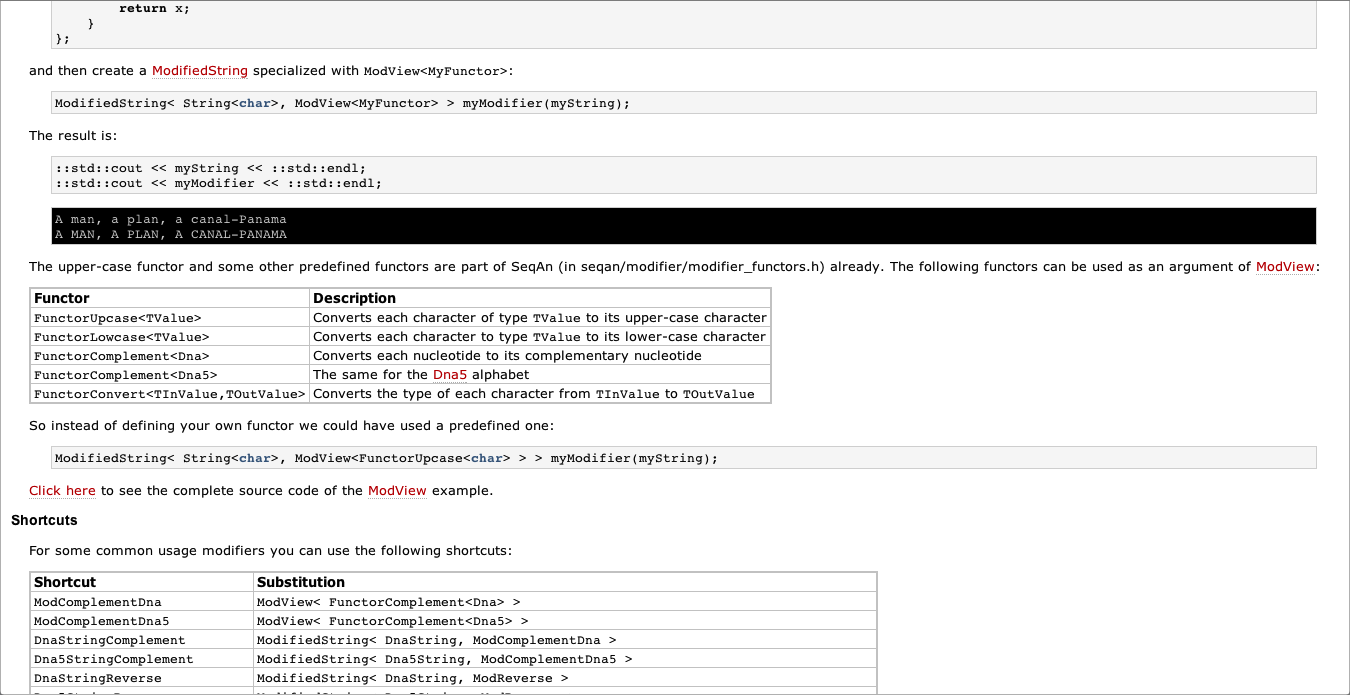 return x;
}
};
and then create a ModifiedString specialized with ModView<MyFunctor>:
ModifiedString< String<char>, ModView<MyFunctor> > myModifier(myString);
The result is:
::std::cout << myString << ::std::endl;
::std::cout << myModifier << ::std::endl;
A man, a plan, a canal-Panama
A MAN, A PLAN, A CANAL-PANAMA
The upper-case functor and some other predefined functors are part of SeqAn (in seqan/modifier/modifier_functors.h) already. The following functors can be used as an argument of ModView:
Functor Description
FunctorUpcase<TValue> Converts each character of type TValue to its upper-case character
FunctorLowcase<TValue> Converts each character to type TValue to its lower-case character
FunctorComplement<Dna> Converts each nucleotide to its complementary nucleotide
FunctorComplement<Dna5> The same for the Dna5 alphabet
FunctorConvert<TInValue,TOutValue> Converts the type of each character from TInValue to TOutValue
So instead of defining your own functor we could have used a predefined one:
ModifiedString< String<char>, ModView<FunctorUpcase<char> > > myModifier(myString);
Click here to see the complete source code of the ModView example.
Shortcuts
For some common usage modifiers you can use the following shortcuts:
Shortcut Substitution
ModComplementDna ModView< FunctorComplement<Dna> >
ModComplementDna5 ModView< FunctorComplement<Dna5> >
DnaStringComplement ModifiedString< DnaString, ModComplementDna >
Dna5StringComplement ModifiedString< Dna5String, ModComplementDna5 >
DnaStringReverse ModifiedString< DnaString, ModReverse >